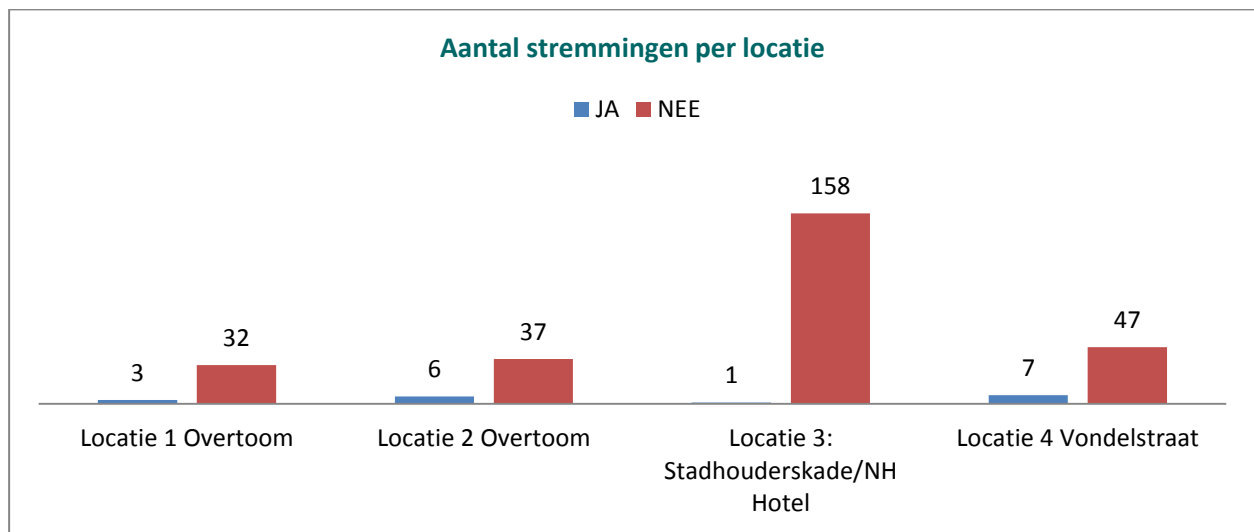 Aantal stremmingen per locatie
JA NEE
158
3 32 6 37 1 7 47
Locatie 1 Overtoom
Locatie 2 Overtoom
Locatie 3:
Stadhouderskade/NH
Hotel
Locatie 4 Vondelstraat